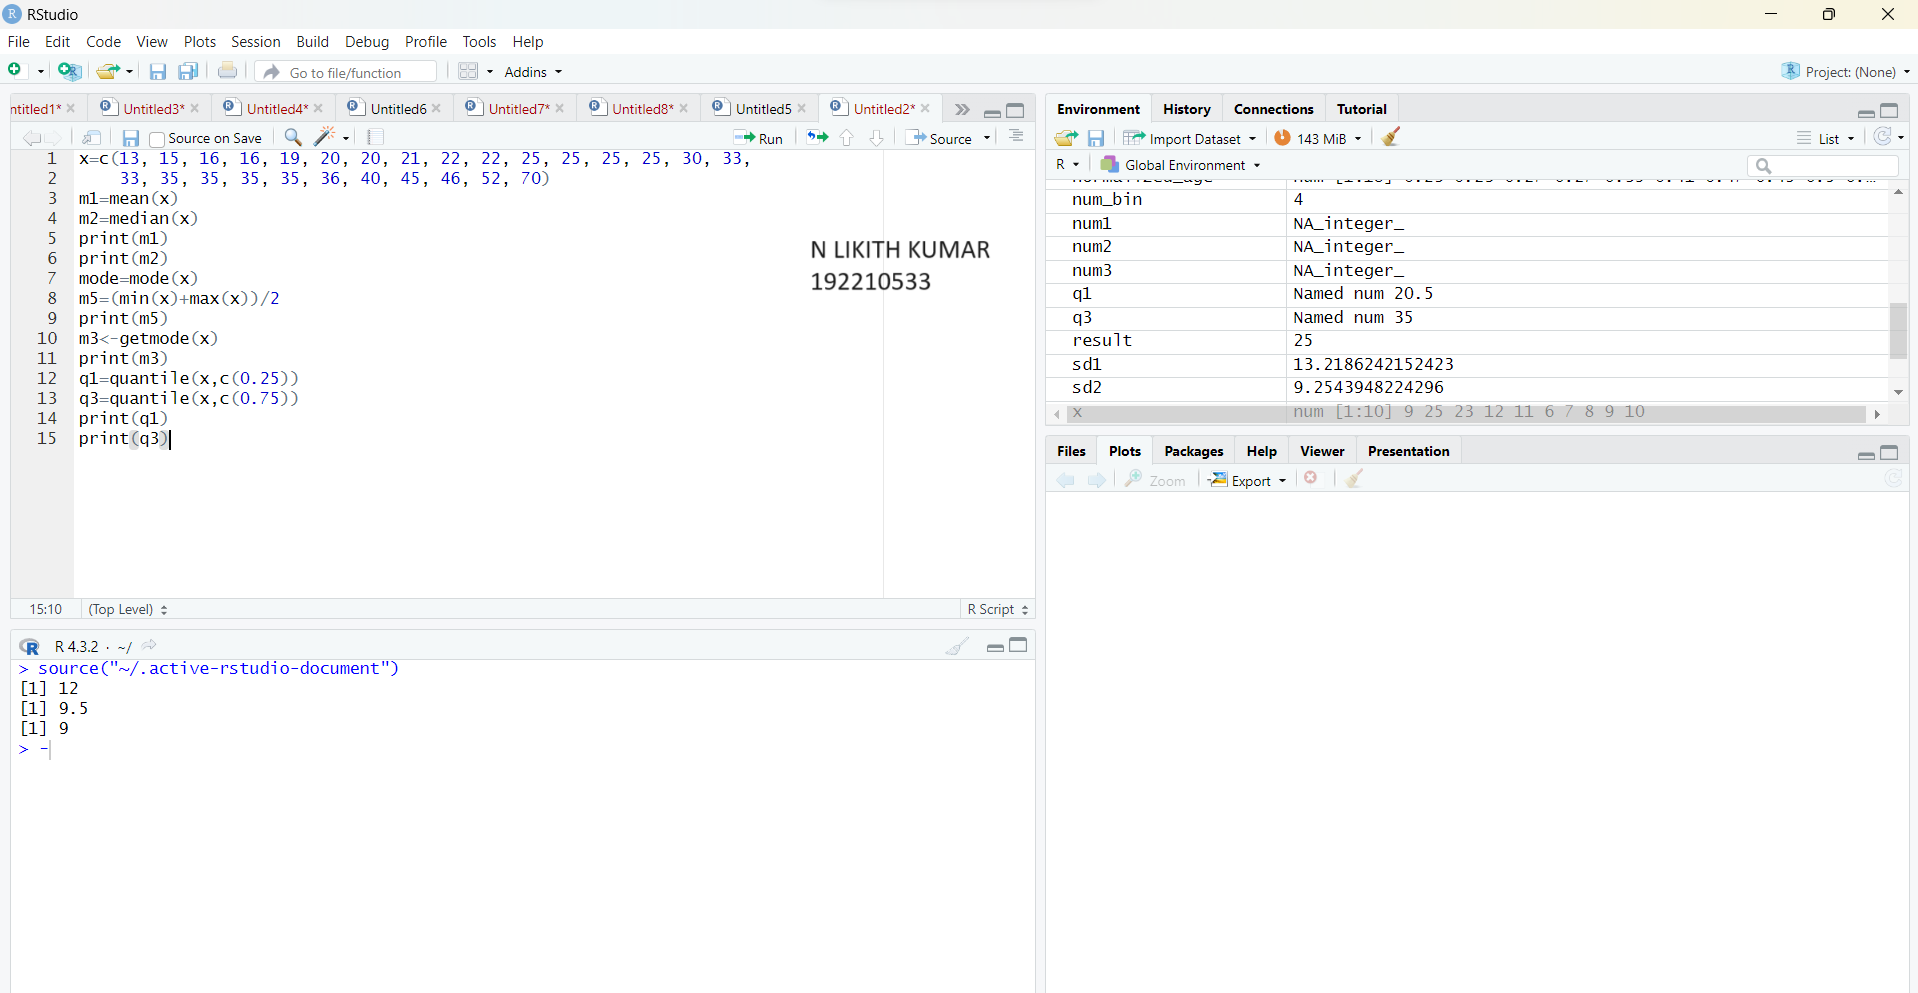 RStudio
File Edit Code View Plots Session Build Debug Profile Tools Help
Go to file/function Addins Project: (None)
ntitled1* Untitled3* Untitled4* Untitled6 Untitled7* Untitled8* Untitled5 Untitled2*
Source on Save Run Source
1 x=c(13, 15, 16, 16, 19, 20, 20, 21, 22, 22, 25, 25, 25, 25, 30, 33,
2 33, 35, 35, 35, 35, 36, 40, 45, 46, 52, 70)
3 m1=mean(x)
4 m2=median(x)
5 print(m1)
6 print(m2)
7 mode=mode(x)
8 m5=(min(x)+max(x))/2
9 print(m5)
10 m3<-getmode(x)
11 print(m3)
12 q1=quantile(x,c(0.25))
13 q3=quantile(x,c(0.75))
14 print(q1)
15 print(q3)
N LIKITH KUMAR
192210533
15:10 (Top Level) R Script
R 4.3.2 · ~/
> source("~/.active-rstudio-document")
[1] 12
[1] 9.5
[1] 9
> -
Environment History Connections Tutorial
Import Dataset 143 MiB List
R Global Environment
num_bin 4
num1 NA_integer_
num2 NA_integer_
num3 NA_integer_
q1 Named num 20.5
q3 Named num 35
result 25
sd1 13.2186242152423
sd2 9.2543948224296
x num [1:10] 9 25 23 12 11 6 7 8 9 10
Files Plots Packages Help Viewer Presentation
Zoom Export